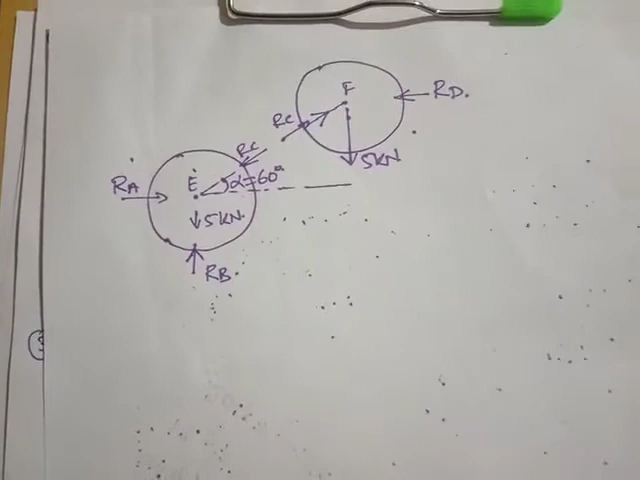 F
RD.
RC
5KN
RC
RA
E
α=60°
5KN.
RB.